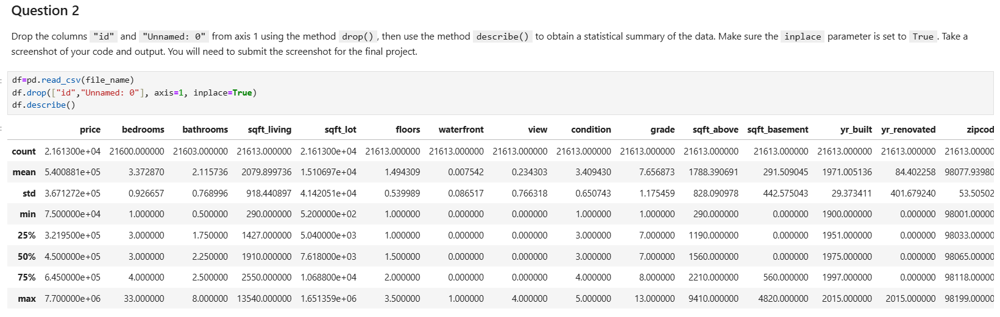 Question 2
Drop the columns "id" and "Unnamed: 0" from axis 1 using the method drop(), then use the method describe() to obtain a statistical summary of the data. Make sure the inplace parameter is set to True. Take a
screenshot of your code and output. You will need to submit the screenshot for the final project.
df=pd.read_csv(file_name)
df.drop(["id","Unnamed: 0"], axis=1, inplace=True)
df.describe()
price bedrooms bathrooms sqft_living sqft_lot floors waterfront view condition grade sqft_above sqft_basement yr_built yr_renovated zipcod
count 2.161300e+04 21600.000000 21603.000000 21613.000000 2.161300e+04 21613.000000 21613.000000 21613.000000 21613.000000 21613.000000 21613.000000 21613.000000 21613.000000 21613.000000 21613.00000
mean 5.400881e+05 3.372870 2.115736 2079.899736 1.510697e+04 1.494309 0.007542 0.234303 3.409430 7.656873 1788.390691 291.509045 1971.005136 84.402258 98077.93980
std 3.671272e+05 0.926657 0.768996 918.440897 4.142051e+04 0.539989 0.086517 0.766318 0.650743 1.175459 828.090978 442.575043 29.373411 401.679240 53.50502
min 7.500000e+04 1.000000 0.500000 290.000000 5.200000e+02 1.000000 0.000000 0.000000 1.000000 1.000000 290.000000 0.000000 1900.000000 0.000000 98001.00000
25% 3.219500e+05 3.000000 1.750000 1427.000000 5.040000e+03 1.000000 0.000000 0.000000 3.000000 7.000000 1190.000000 0.000000 1951.000000 0.000000 98033.00000
50% 4.500000e+05 3.000000 2.250000 1910.000000 7.618000e+03 1.500000 0.000000 0.000000 3.000000 7.000000 1560.000000 0.000000 1975.000000 0.000000 98065.00000
75% 6.450000e+05 4.000000 2.500000 2550.000000 1.068800e+04 2.000000 0.000000 0.000000 4.000000 8.000000 2210.000000 560.000000 1997.000000 0.000000 98118.00000
max 7.700000e+06 33.000000 8.000000 13540.000000 1.651359e+06 3.500000 1.000000 4.000000 5.000000 13.000000 9410.000000 4820.000000 2015.000000 2015.000000 98199.00000